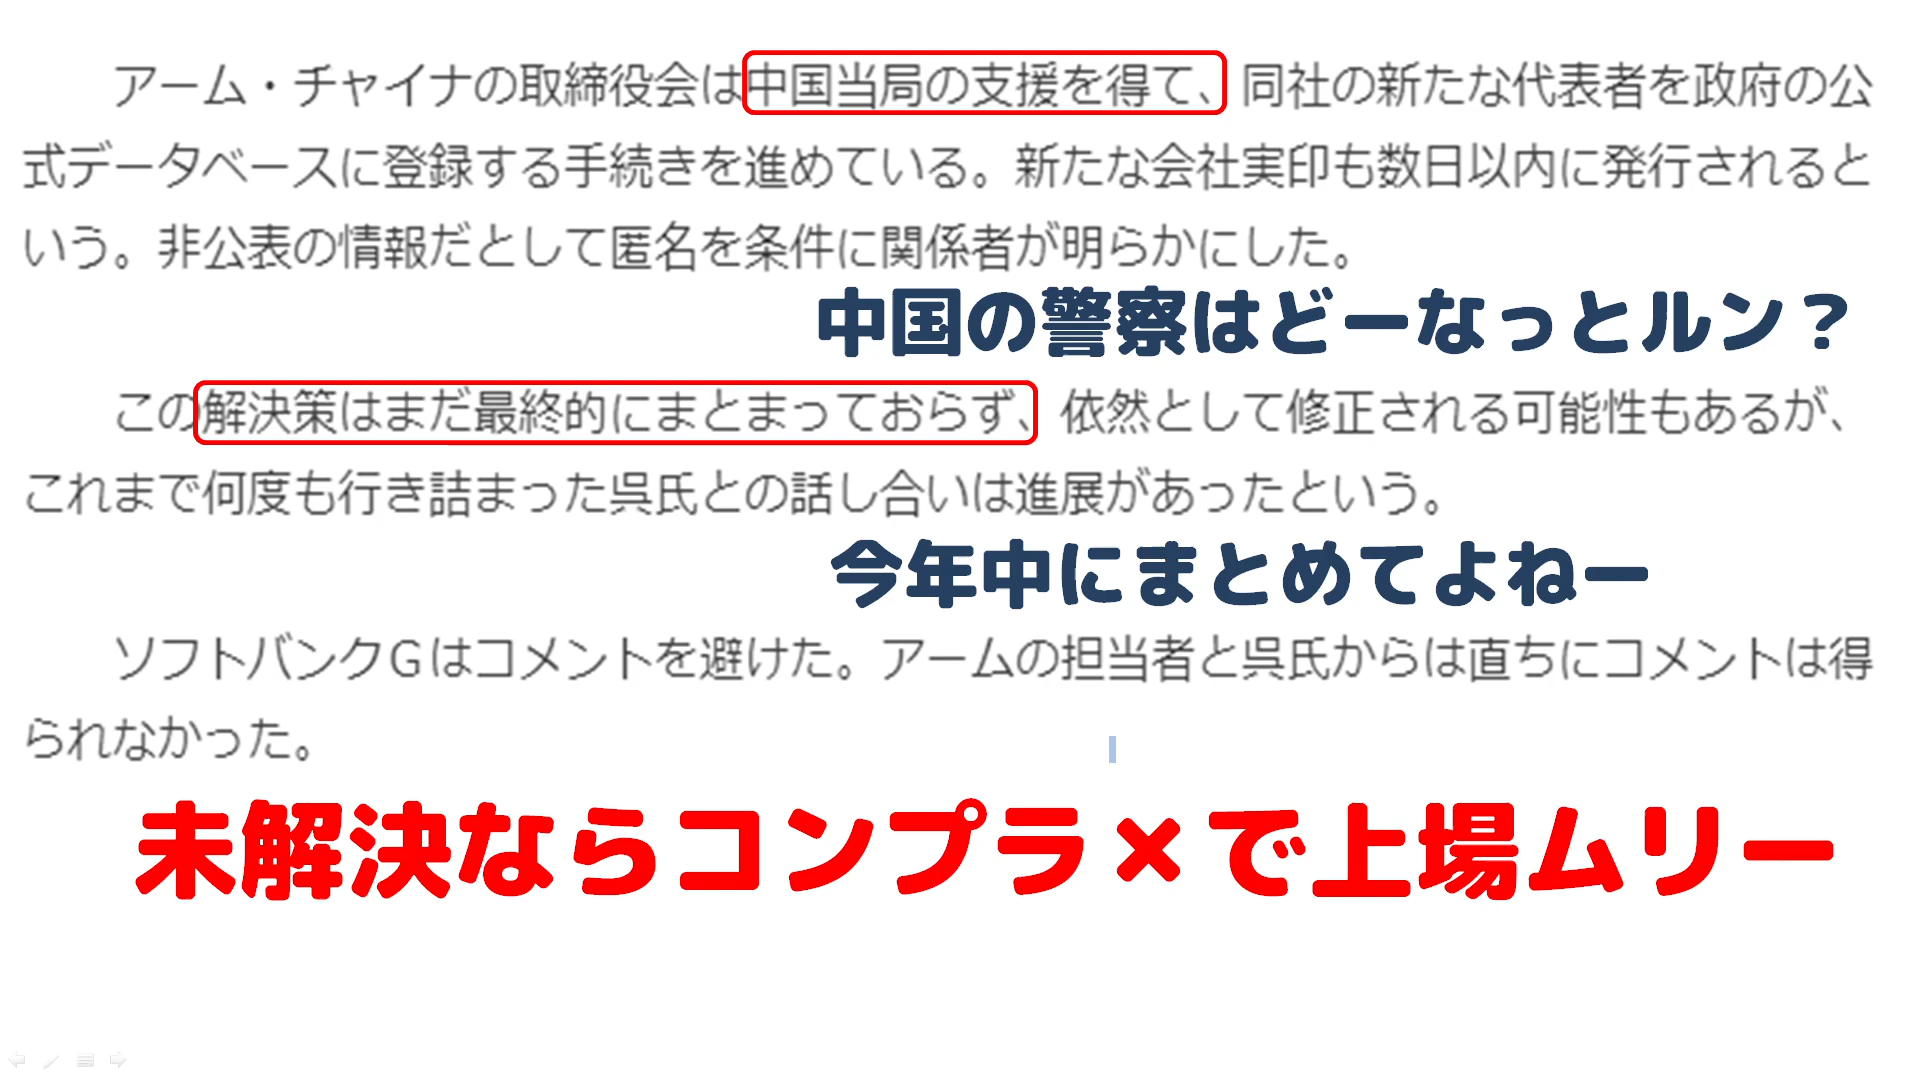 アーム・チャイナの取締役会は中国当局の支援を得て、同社の新たな代表者を政府の公
式データベースに登録する手続きを進めている。新たな会社実印も数日以内に発行されると
いう。非公表の情報だとして匿名を条件に関係者が明らかにした。
中国の警察はどーなっとルン？
この解決策はまだ最終的にまとまっておらず、依然として修正される可能性もあるが、
これまで何度も行き詰まった呉氏との話し合いは進展があったという。
今年中にまとめてよねー
ソフトバンクGはコメントを避けた。アームの担当者と呉氏からは直ちにコメントは得
られなかった。
未解決ならコンプラ×で上場ムリー